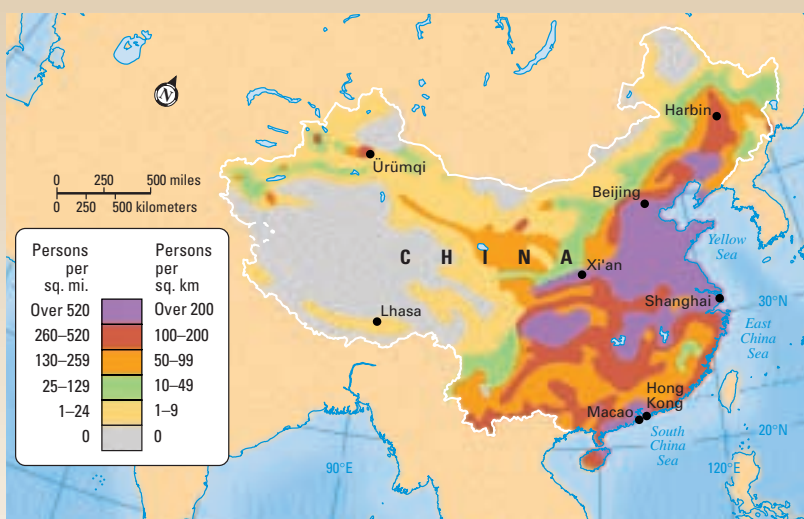 N
Harbin
Ürümqi
0 250 500 miles
0 250 500 kilometers
Beijing
Yellow
Sea
CHINA
Xi'an
Shanghai
30°N
East
China
Sea
Lhasa
Persons
per
sq. mi.
Persons
per
sq. km
Over 520 Over 200
260–520 100–200
130–259 50–99
25–129 10–49
1–24 1–9
0 0
Hong
Kong
Macao
South
China
Sea
20°N
90°E
120°E